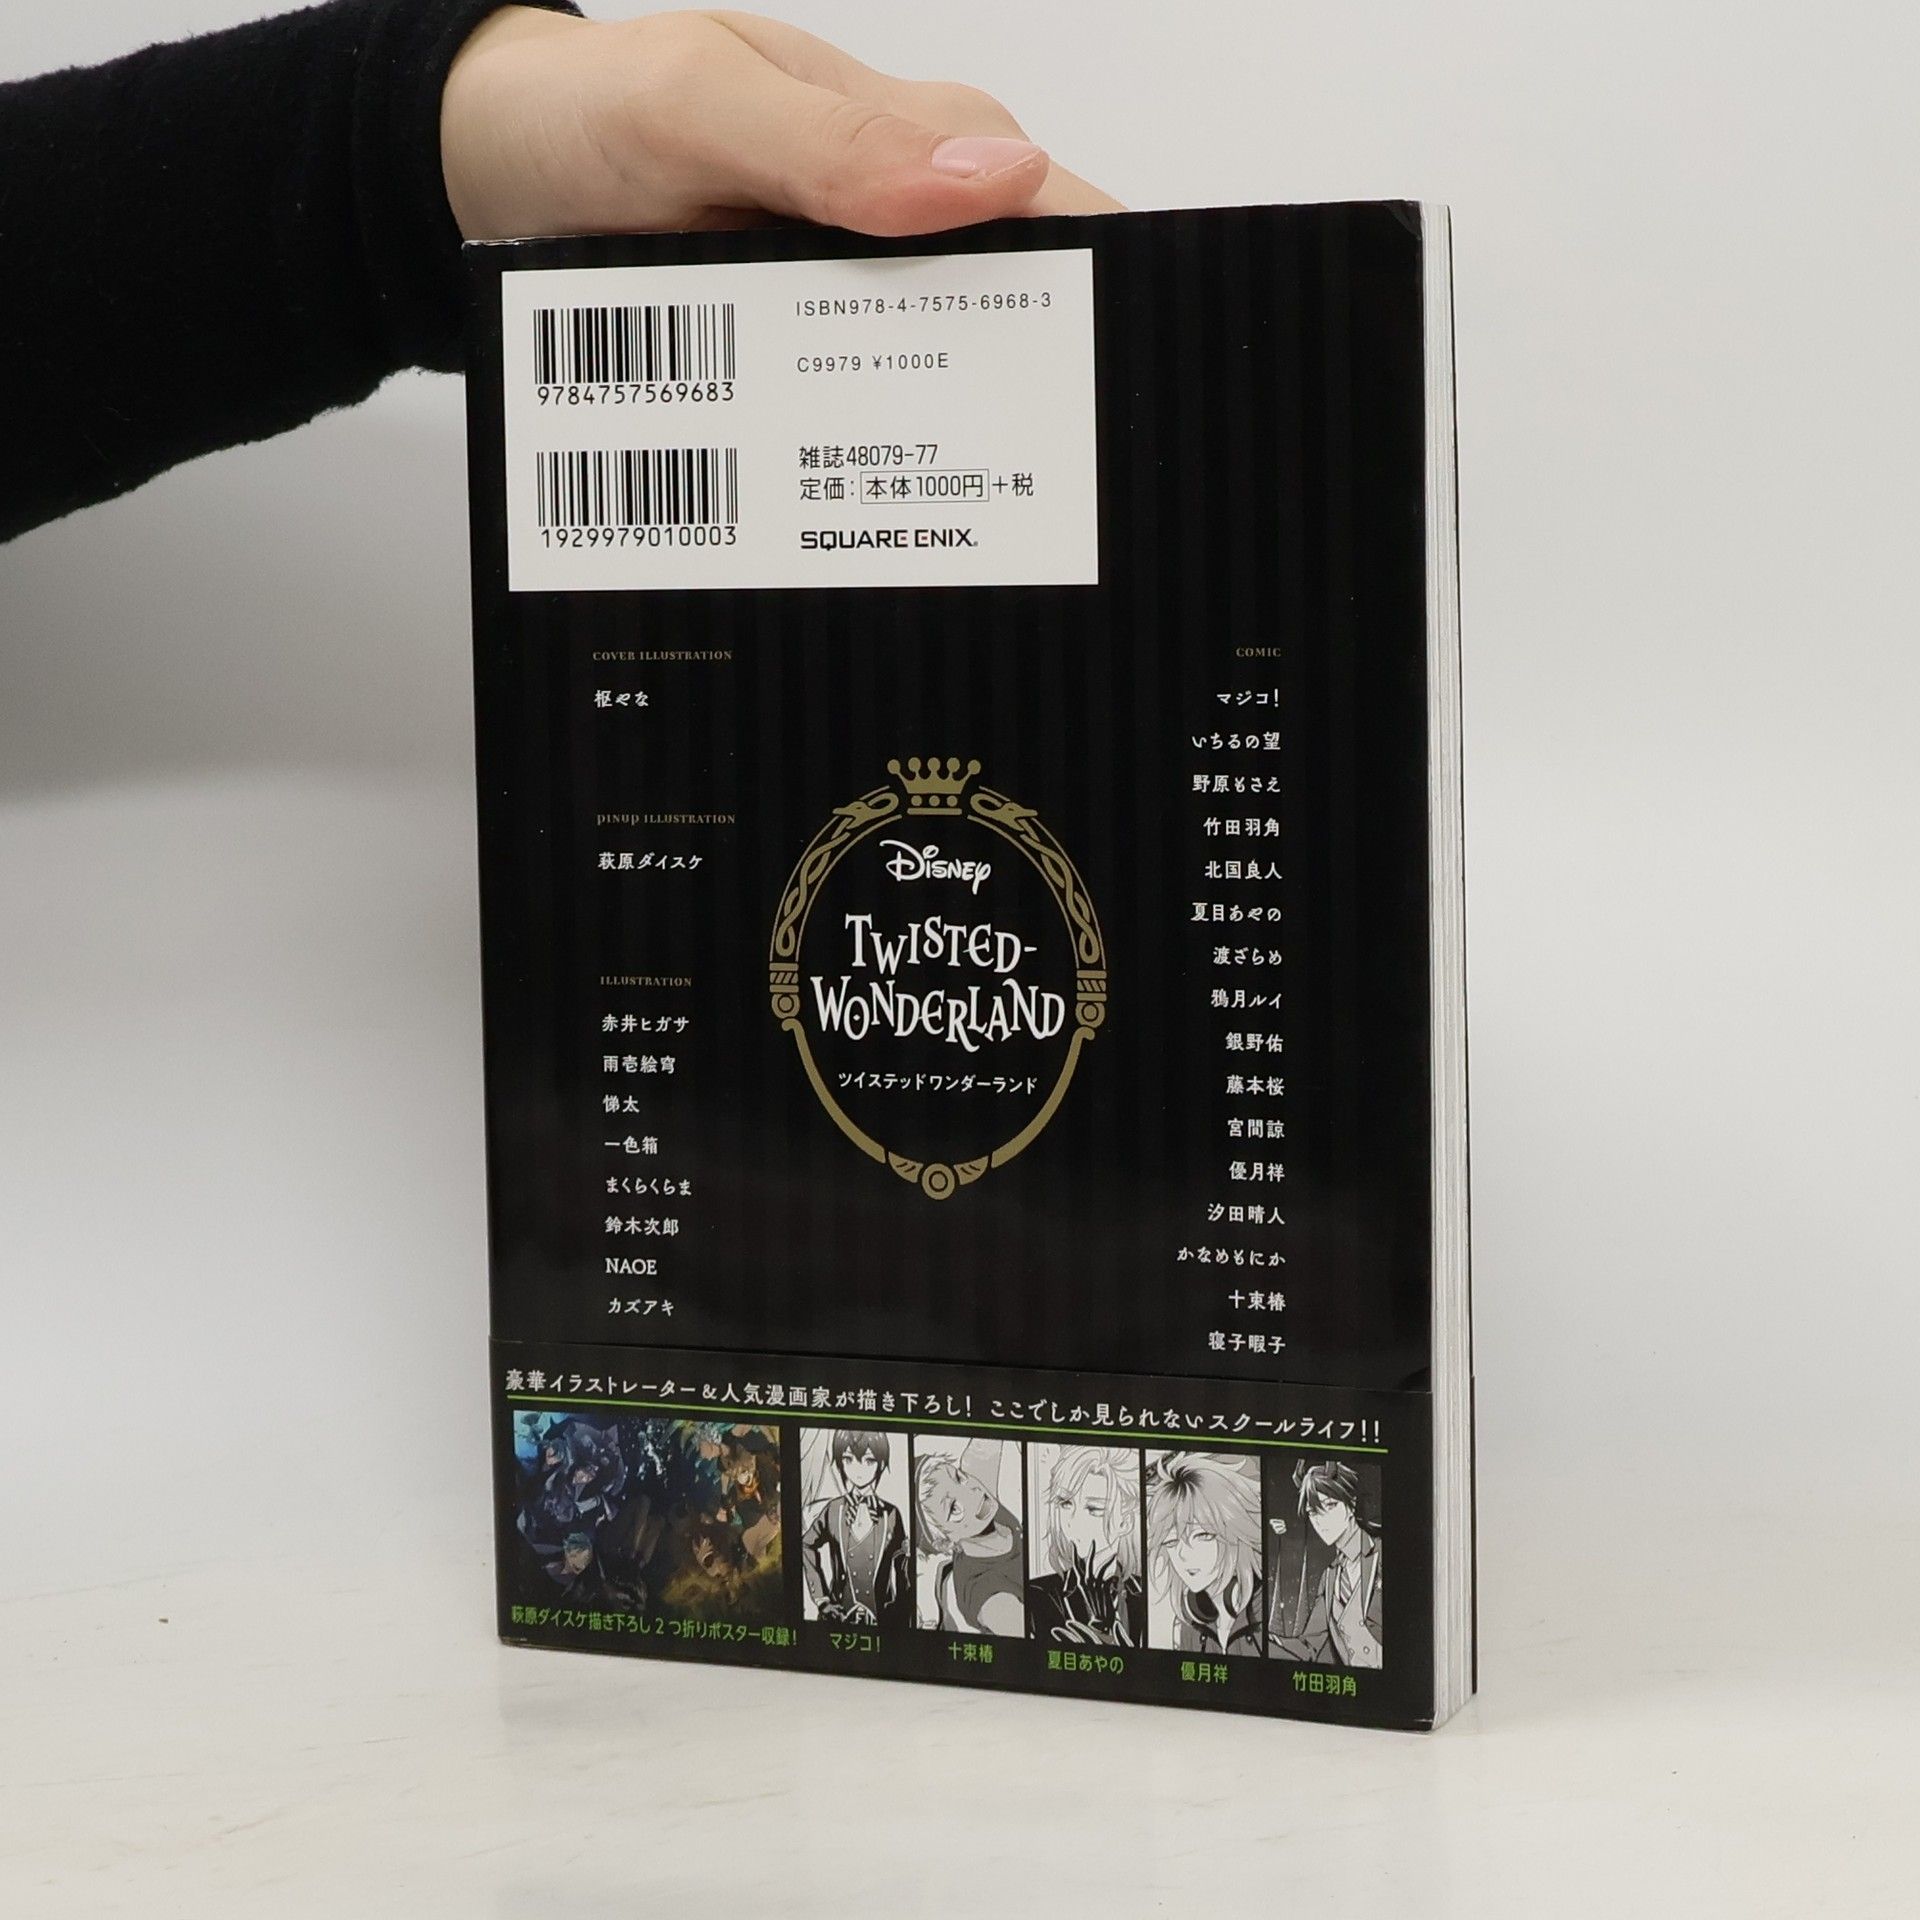 ISBN978-4-7575-6968-3
C9979 ¥1000E
9784757569683
雑誌48079-77
定価：本体1000円+税
1929979010003
SQUARE ENIX®
COVER ILLUSTRATION
枢やな
PINUP ILLUSTRATION
萩原ダイスケ
ILLUSTRATION
赤井ヒガサ
雨壱絵穹
悌太
一色箱
まくらくらま
鈴木次郎
NAOE
カズアキ
Disney
TWISTED-
WONDERLAND
ツイステッドワンダーランド
COMIC
マジコ!
いちるの望
野原もさえ
竹田羽角
北国良人
夏目あやの
渡ざらめ
鴉月ルイ
銀野佑
藤本桜
宮間諒
優月祥
汐田晴人
かなめもにか
十束椿
寝子暇子
豪華イラストレーター&人気漫画家が描き下ろし! ここでしか見られないスクールライフ!!
萩原ダイスケ描き下ろし2つ折りポスター収録!
マジコ!
十束椿
夏目あやの
優月祥
竹田羽角